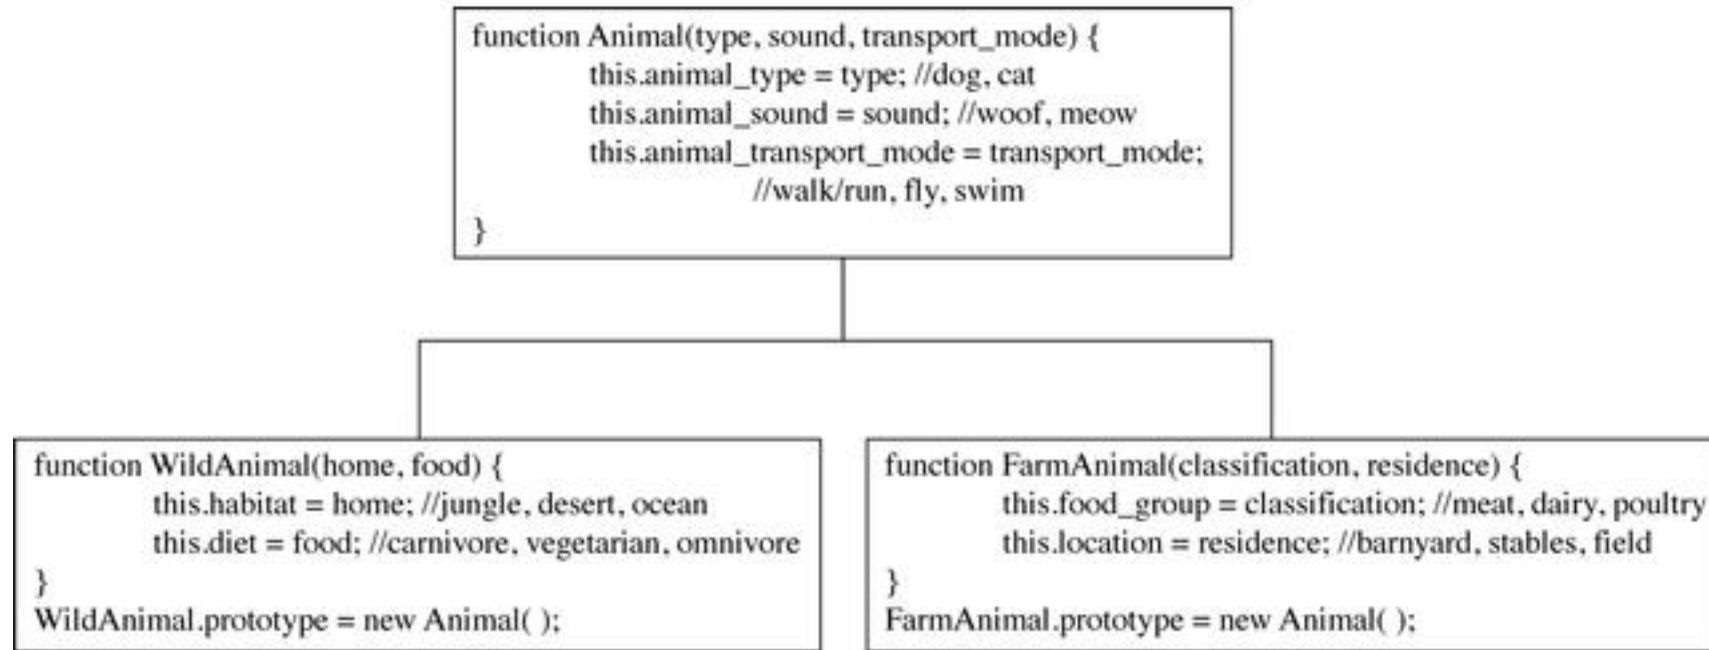 function Animal(type, sound, transport_mode) {
this.animal_type = type; //dog, cat
this.animal_sound = sound; //woof, meow
this.animal_transport_mode = transport_mode;
//walk/run, fly, swim
}
function WildAnimal(home, food) {
this.habitat = home; //jungle, desert, ocean
this.diet = food; //carnivore, vegetarian, omnivore
}
WildAnimal.prototype = new Animal( );
function FarmAnimal(classification, residence) {
this.food_group = classification; //meat, dairy, poultry
this.location = residence; //barnyard, stables, field
}
FarmAnimal.prototype = new Animal( );